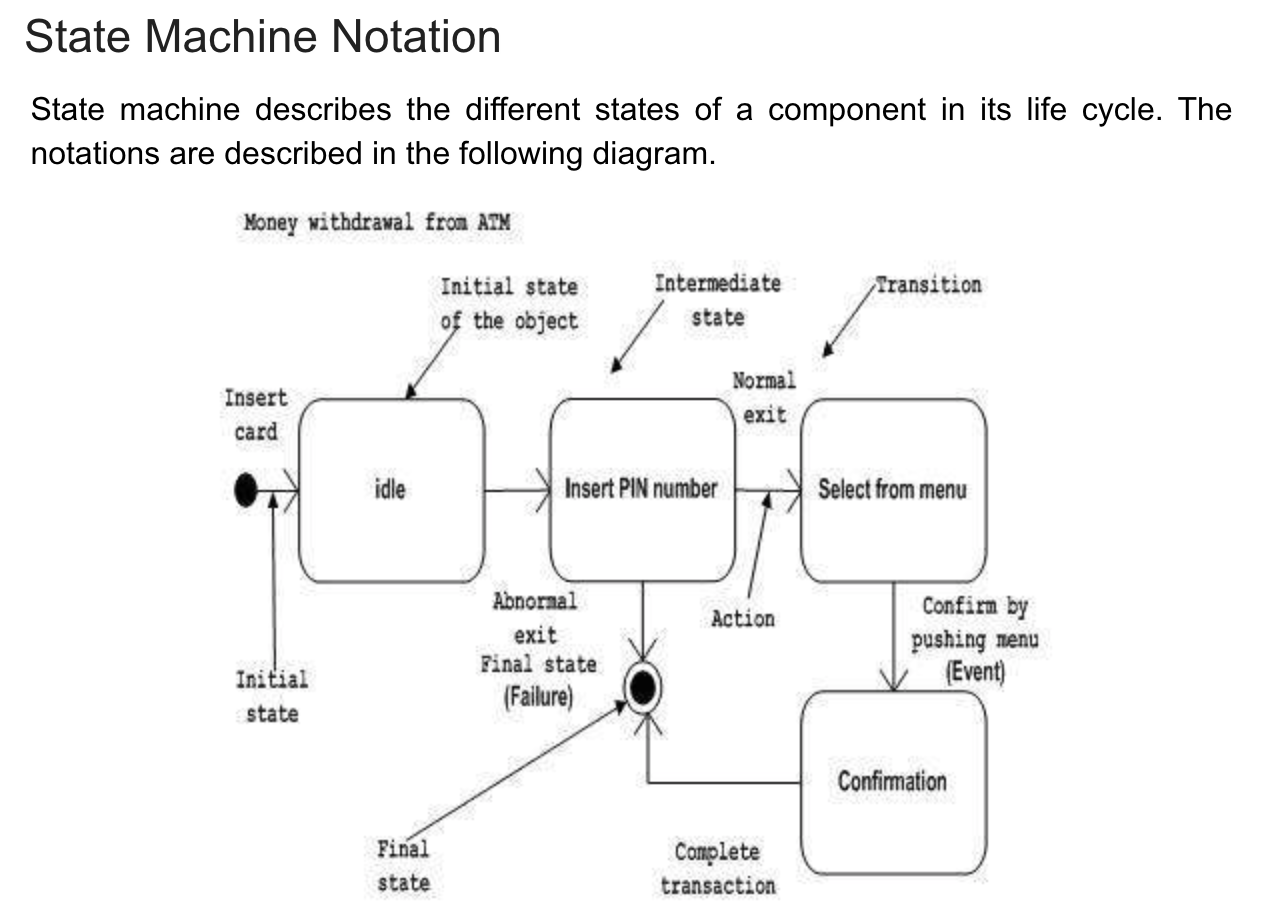 State Machine Notation
State machine describes the different states of a component in its life cycle. The
notations are described in the following diagram.
Money withdrawal from ATM
Initial state
of the object
Intermediate
state
Transition
Insert
card
Normal
exit
idle
Insert PIN number
Select from menu
Abnormal
exit
Final state
(Failure)
Action
Confirm by
pushing menu
(Event)
Initial
state
Confirmation
Final
state
Complete
transaction